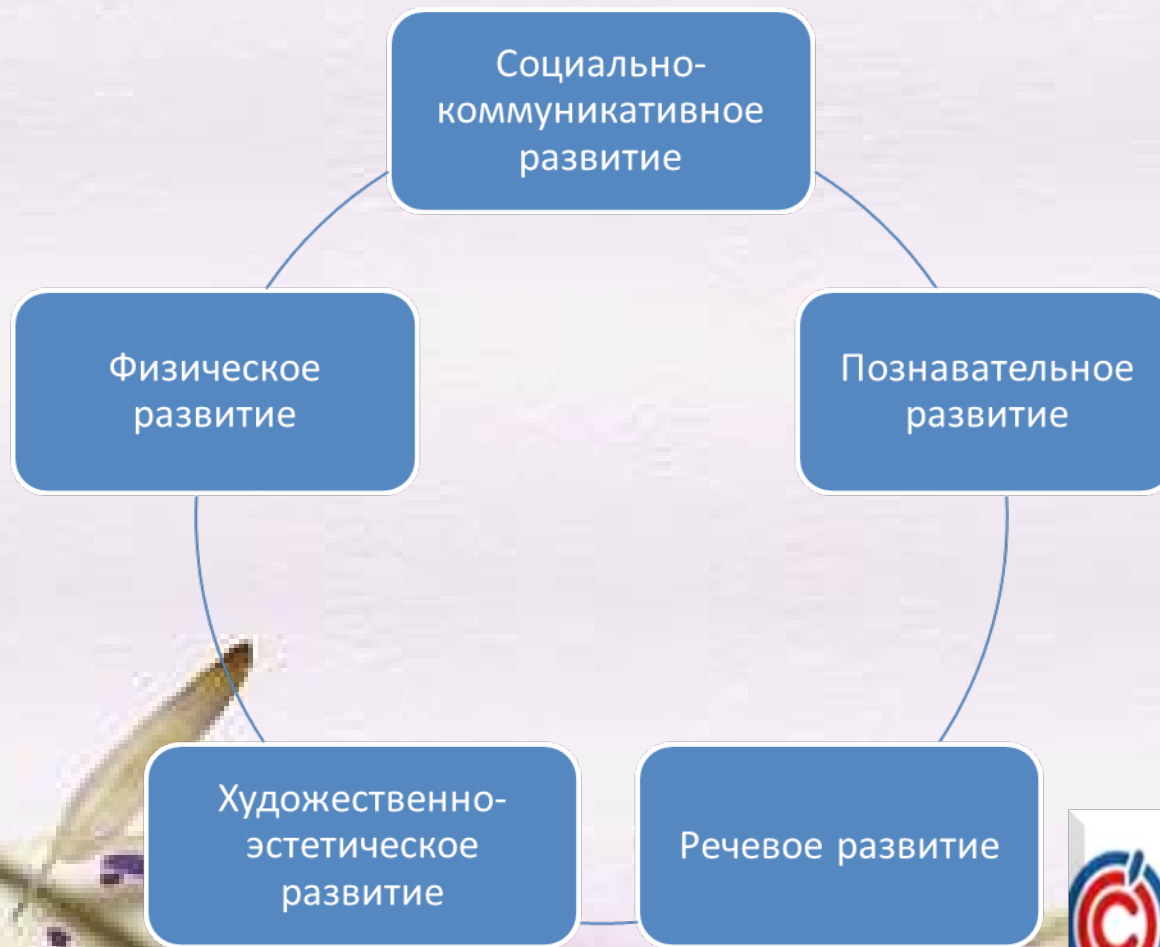 Социально-
коммуникативное
развитие
Физическое
развитие
Познавательное
развитие
Художественно-
эстетическое
развитие
Речевое развитие